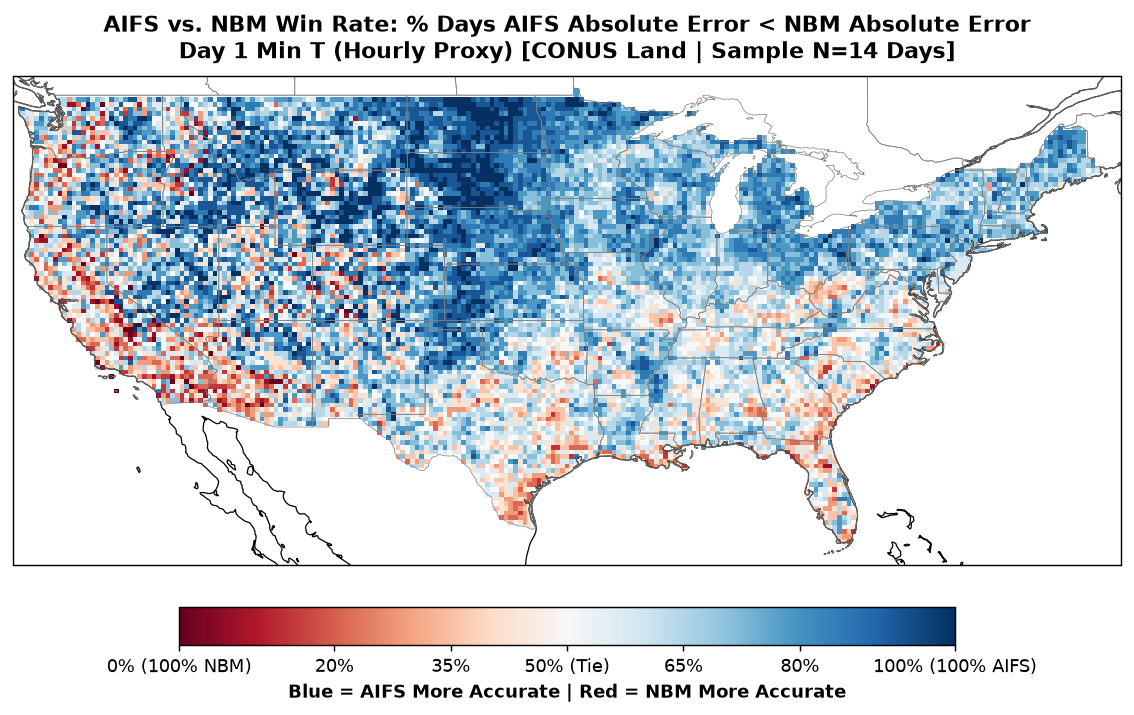 AIFS vs. NBM Win Rate: % Days AIFS Absolute Error < NBM Absolute Error
Day 1 Min T (Hourly Proxy) [CONUS Land | Sample N=14 Days]
0% (100% NBM) 20% 35% 50% (Tie) 65% 80% 100% (100% AIFS)
Blue = AIFS More Accurate | Red = NBM More Accurate